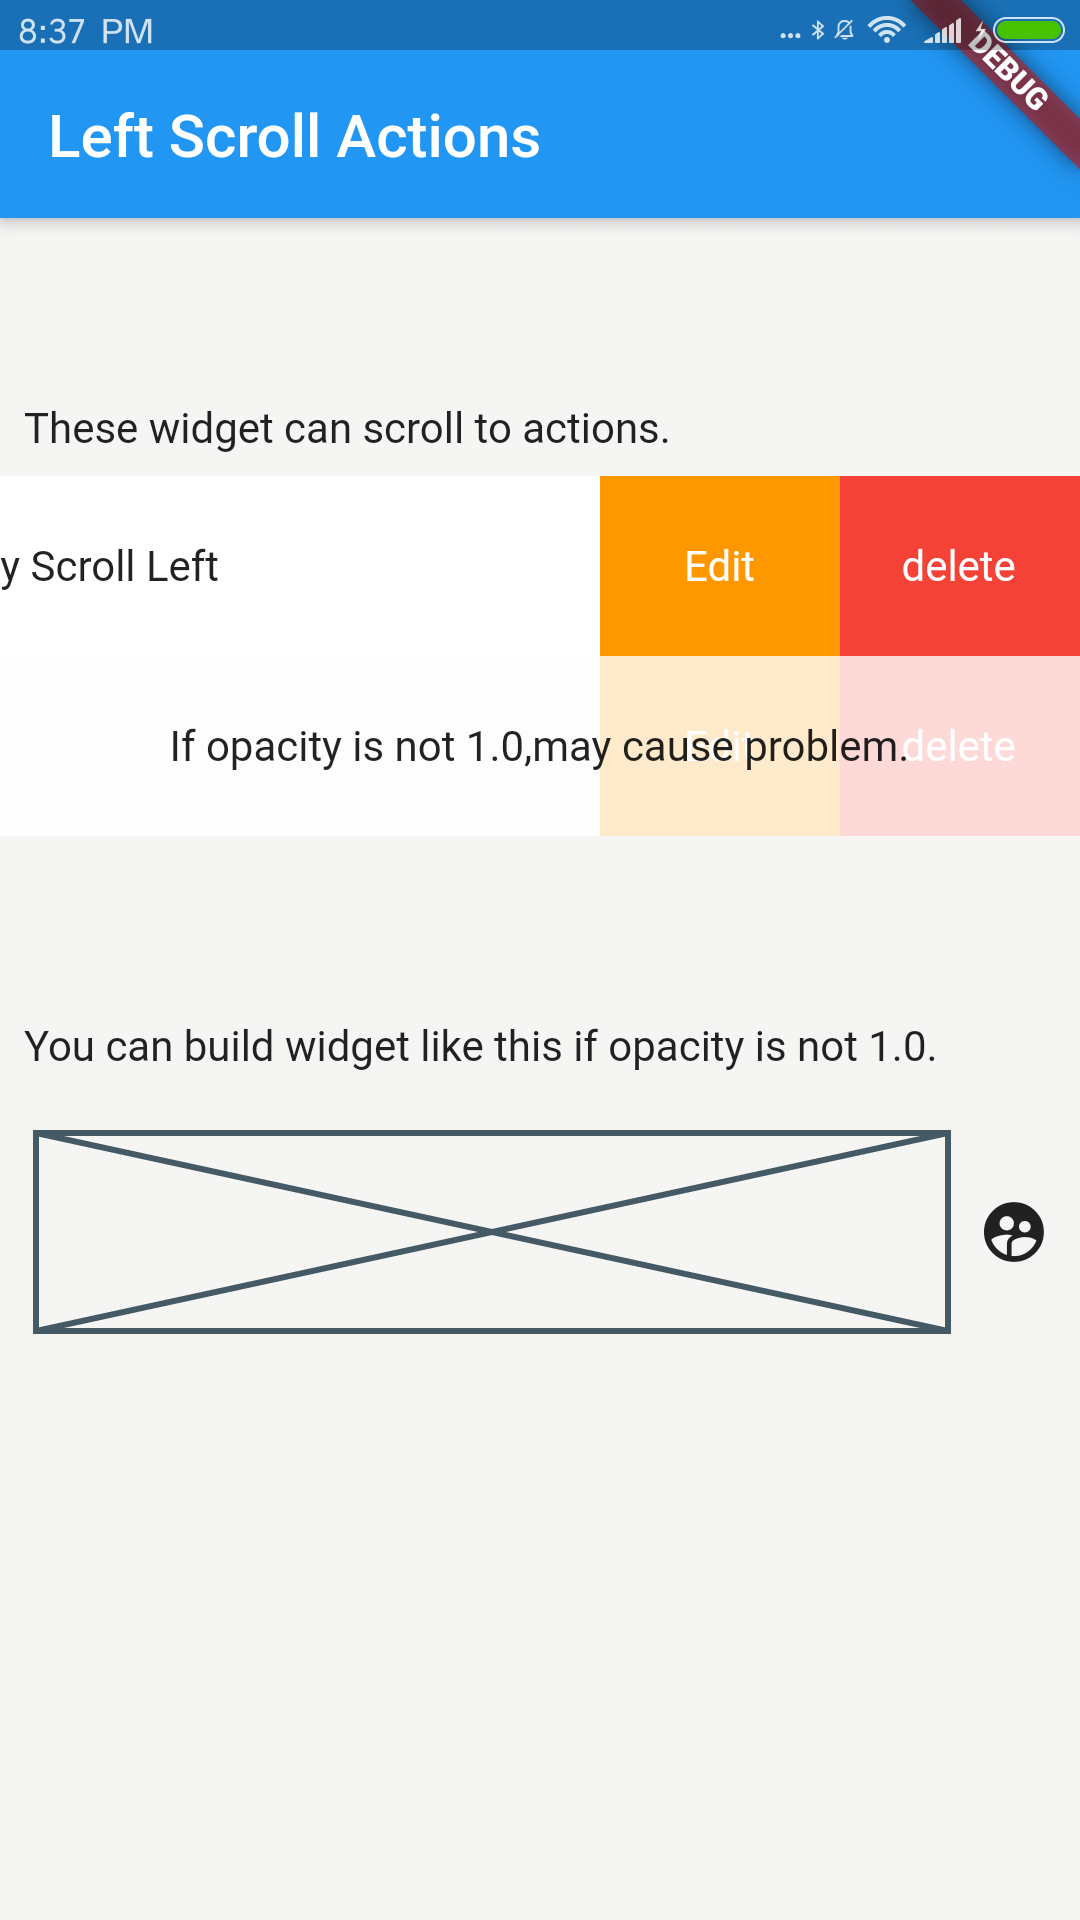 8:37 PM
DEBUG
Left Scroll Actions
These widget can scroll to actions.
y Scroll Left
Edit
delete
If opacity is not 1.0,may cause problem.
Edit
delete
You can build widget like this if opacity is not 1.0.